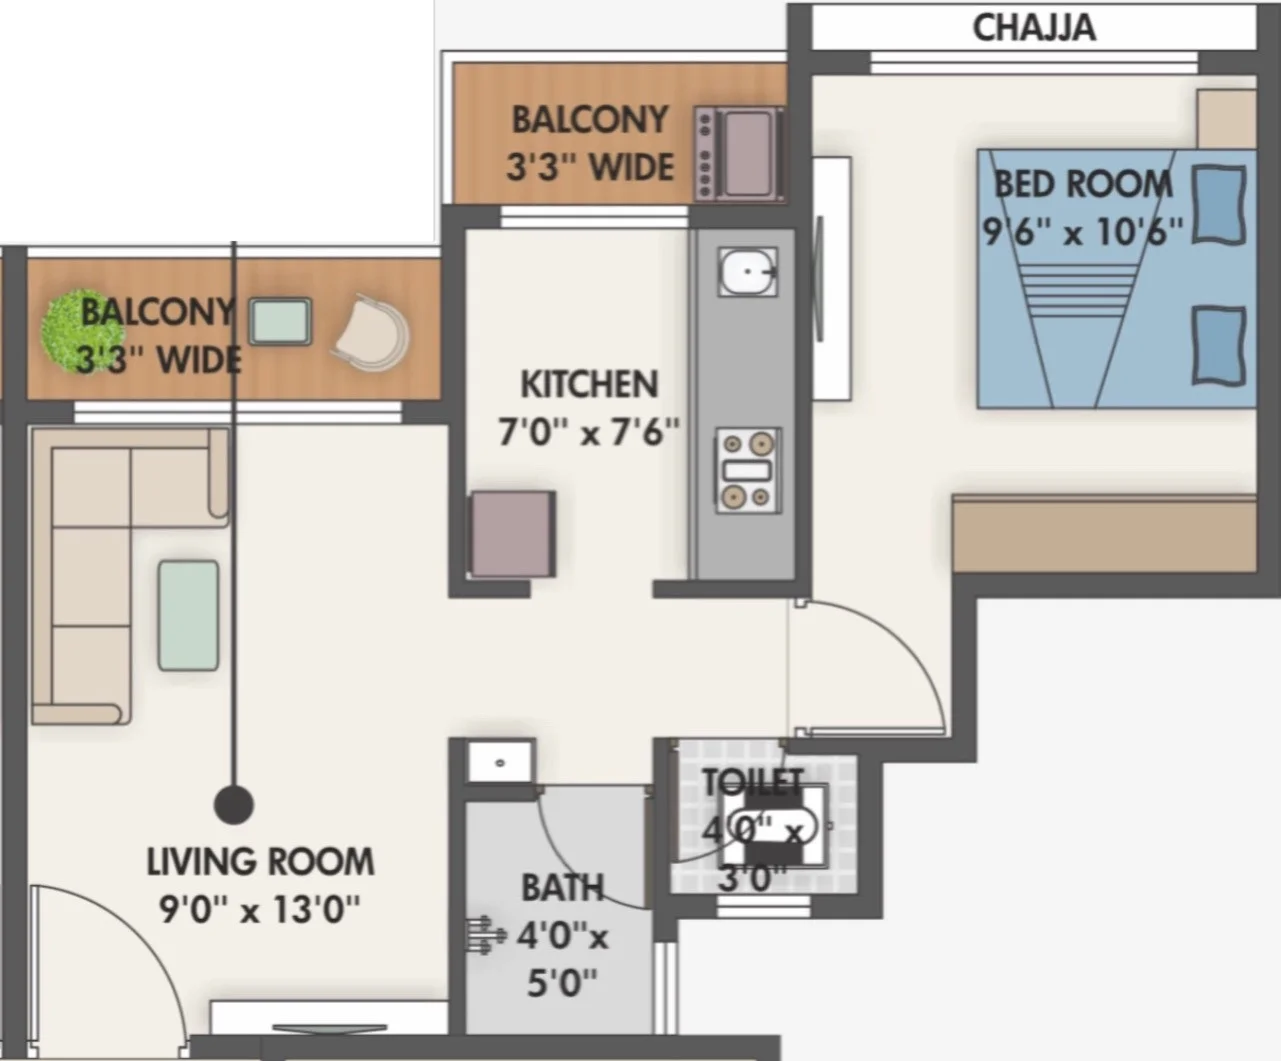 CHAJJA
BALCONY
3'3" WIDE
BED ROOM
9'6" x 10'6"
BALCONY
3'3" WIDE
KITCHEN
7'0" x 7'6"
TOILET
4'0" x
3'0"
LIVING ROOM
9'0" x 13'0"
BATH
4'0"x
5'0"